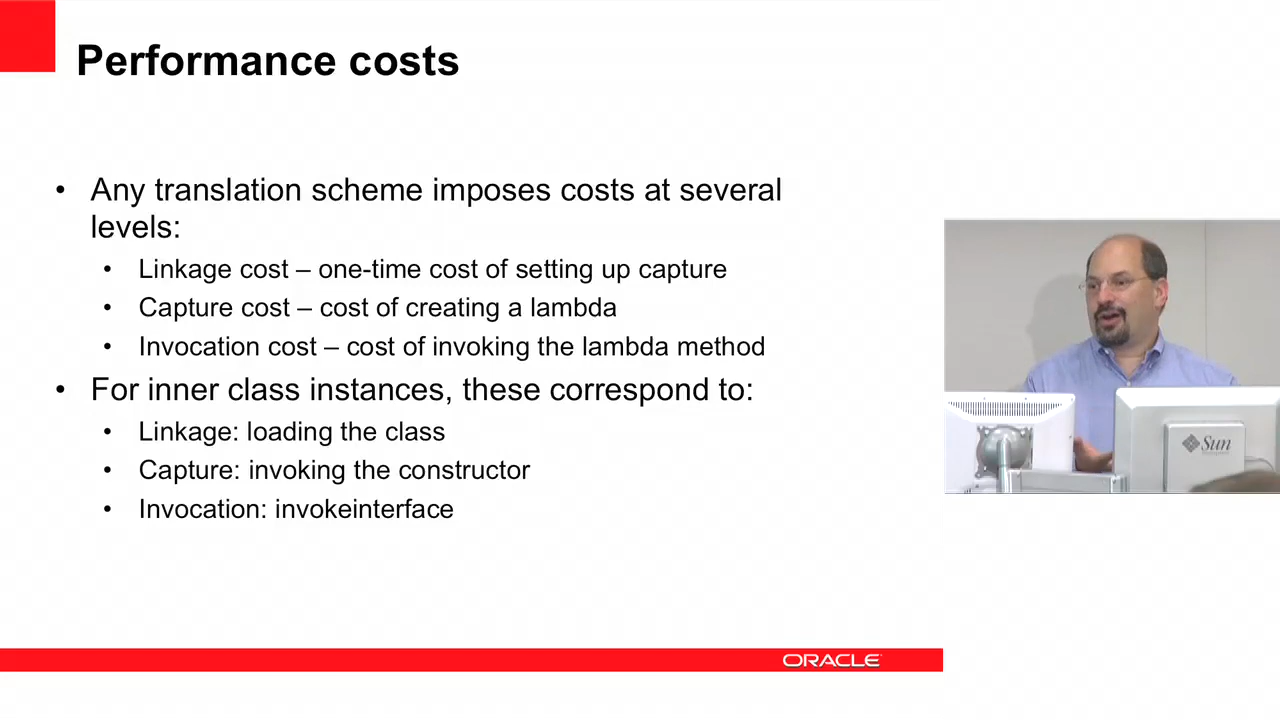 Performance costs
• Any translation scheme imposes costs at several
levels:
• Linkage cost – one-time cost of setting up capture
• Capture cost – cost of creating a lambda
• Invocation cost – cost of invoking the lambda method
• For inner class instances, these correspond to:
• Linkage: loading the class
• Capture: invoking the constructor
• Invocation: invokeinterface
Sun
ORACLE